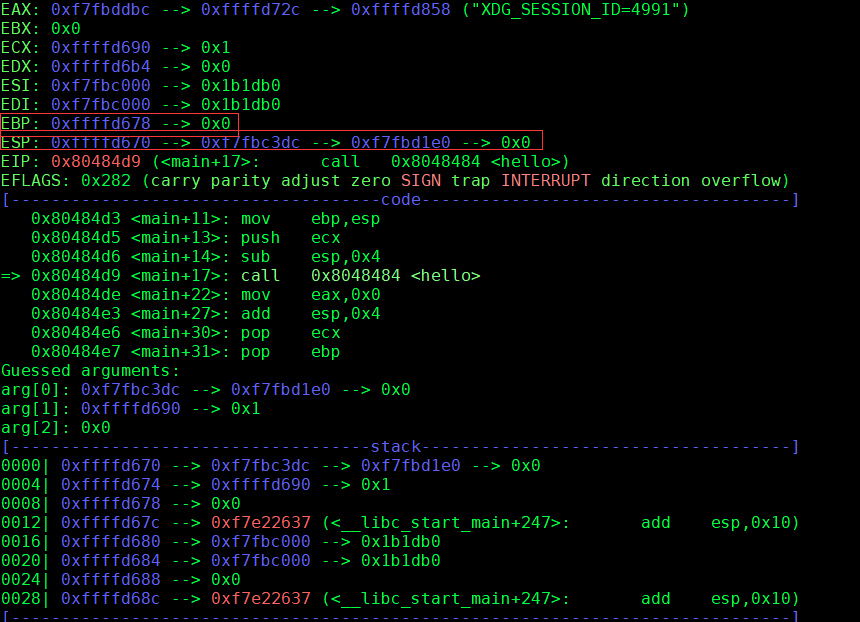 EAX: 0xf7fbddbc --> 0xffffd72c --> 0xffffd858 ("XDG_SESSION_ID=4991")
EBX: 0x0
ECX: 0xffffd690 --> 0x1
EDX: 0xffffd6b4 --> 0x0
ESI: 0xf7fbc000 --> 0x1b1db0
EDI: 0xf7fbc000 --> 0x1b1db0
EBP: 0xffffd678 --> 0x0
ESP: 0xffffd670 --> 0xf7fbc3dc --> 0xf7fbd1e0 --> 0x0
EIP: 0x80484d9 (<main+17>:      call   0x8048484 <hello>)
EFLAGS: 0x282 (carry parity adjust zero SIGN trap INTERRUPT direction overflow)
[-------------------------------------code-------------------------------------]
   0x80484d3 <main+11>: mov    ebp,esp
   0x80484d5 <main+13>: push   ecx
   0x80484d6 <main+14>: sub    esp,0x4
=> 0x80484d9 <main+17>: call   0x8048484 <hello>
   0x80484de <main+22>: mov    eax,0x0
   0x80484e3 <main+27>: add    esp,0x4
   0x80484e6 <main+30>: pop    ecx
   0x80484e7 <main+31>: pop    ebp
Guessed arguments:
arg[0]: 0xf7fbc3dc --> 0xf7fbd1e0 --> 0x0
arg[1]: 0xffffd690 --> 0x1
arg[2]: 0x0
[------------------------------------stack-------------------------------------]
0000| 0xffffd670 --> 0xf7fbc3dc --> 0xf7fbd1e0 --> 0x0
0004| 0xffffd674 --> 0xffffd690 --> 0x1
0008| 0xffffd678 --> 0x0
0012| 0xffffd67c --> 0xf7e22637 (<__libc_start_main+247>:       add    esp,0x10)
0016| 0xffffd680 --> 0xf7fbc000 --> 0x1b1db0
0020| 0xffffd684 --> 0xf7fbc000 --> 0x1b1db0
0024| 0xffffd688 --> 0x0
0028| 0xffffd68c --> 0xf7e22637 (<__libc_start_main+247>:       add    esp,0x10)
[------------------------------------------------------------------------------]